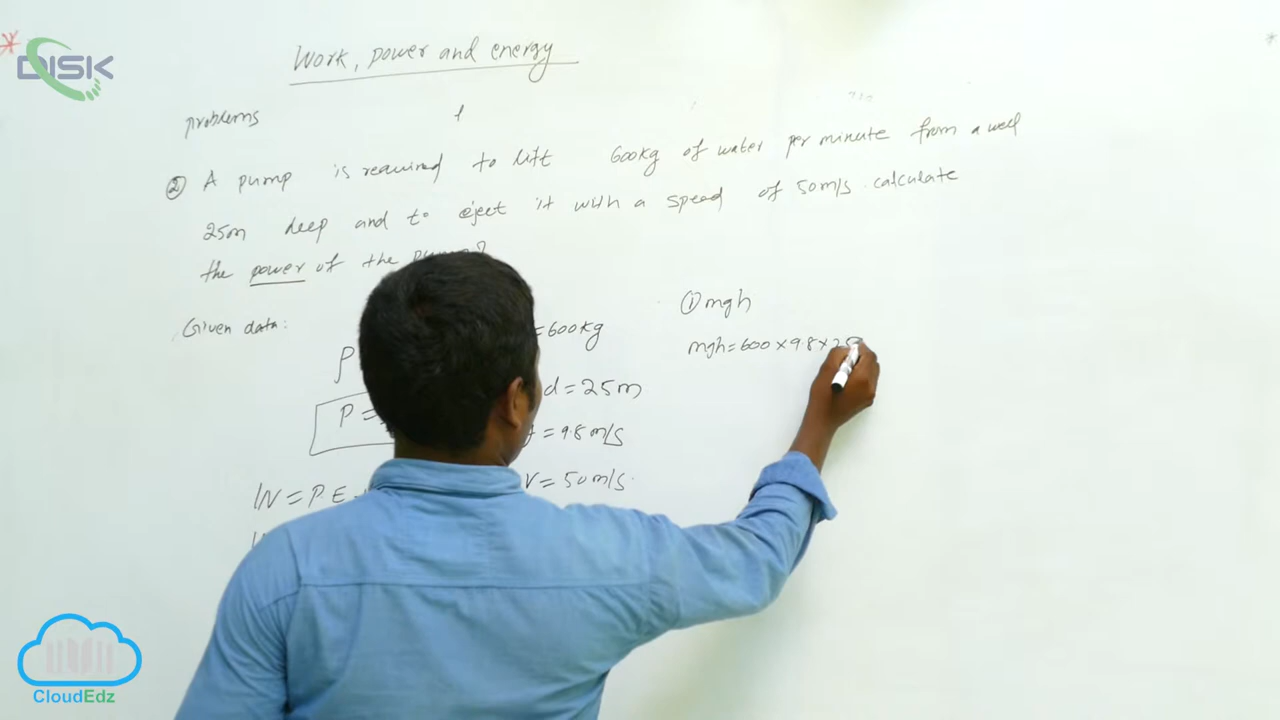 DISK
Work, power and energy
problems
② A pump is required to lift 600kg of water per minute from a well
25m deep and to eject it with a speed of 50m/s. calculate
the power of the
Given data:
=600kg
P
d=25m
P=
=9.8m/s
V=50m/s.
W=P.E
① mgh
mgh=600×9.8×25
CloudEdz